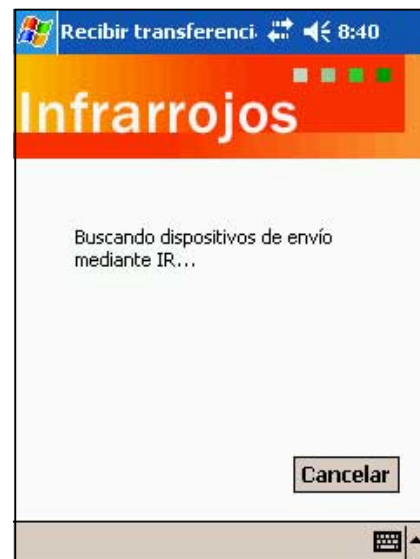 Recibir transferenci 8:40
Infrarrojos
Buscando dispositivos de envío
mediante IR...
Cancelar